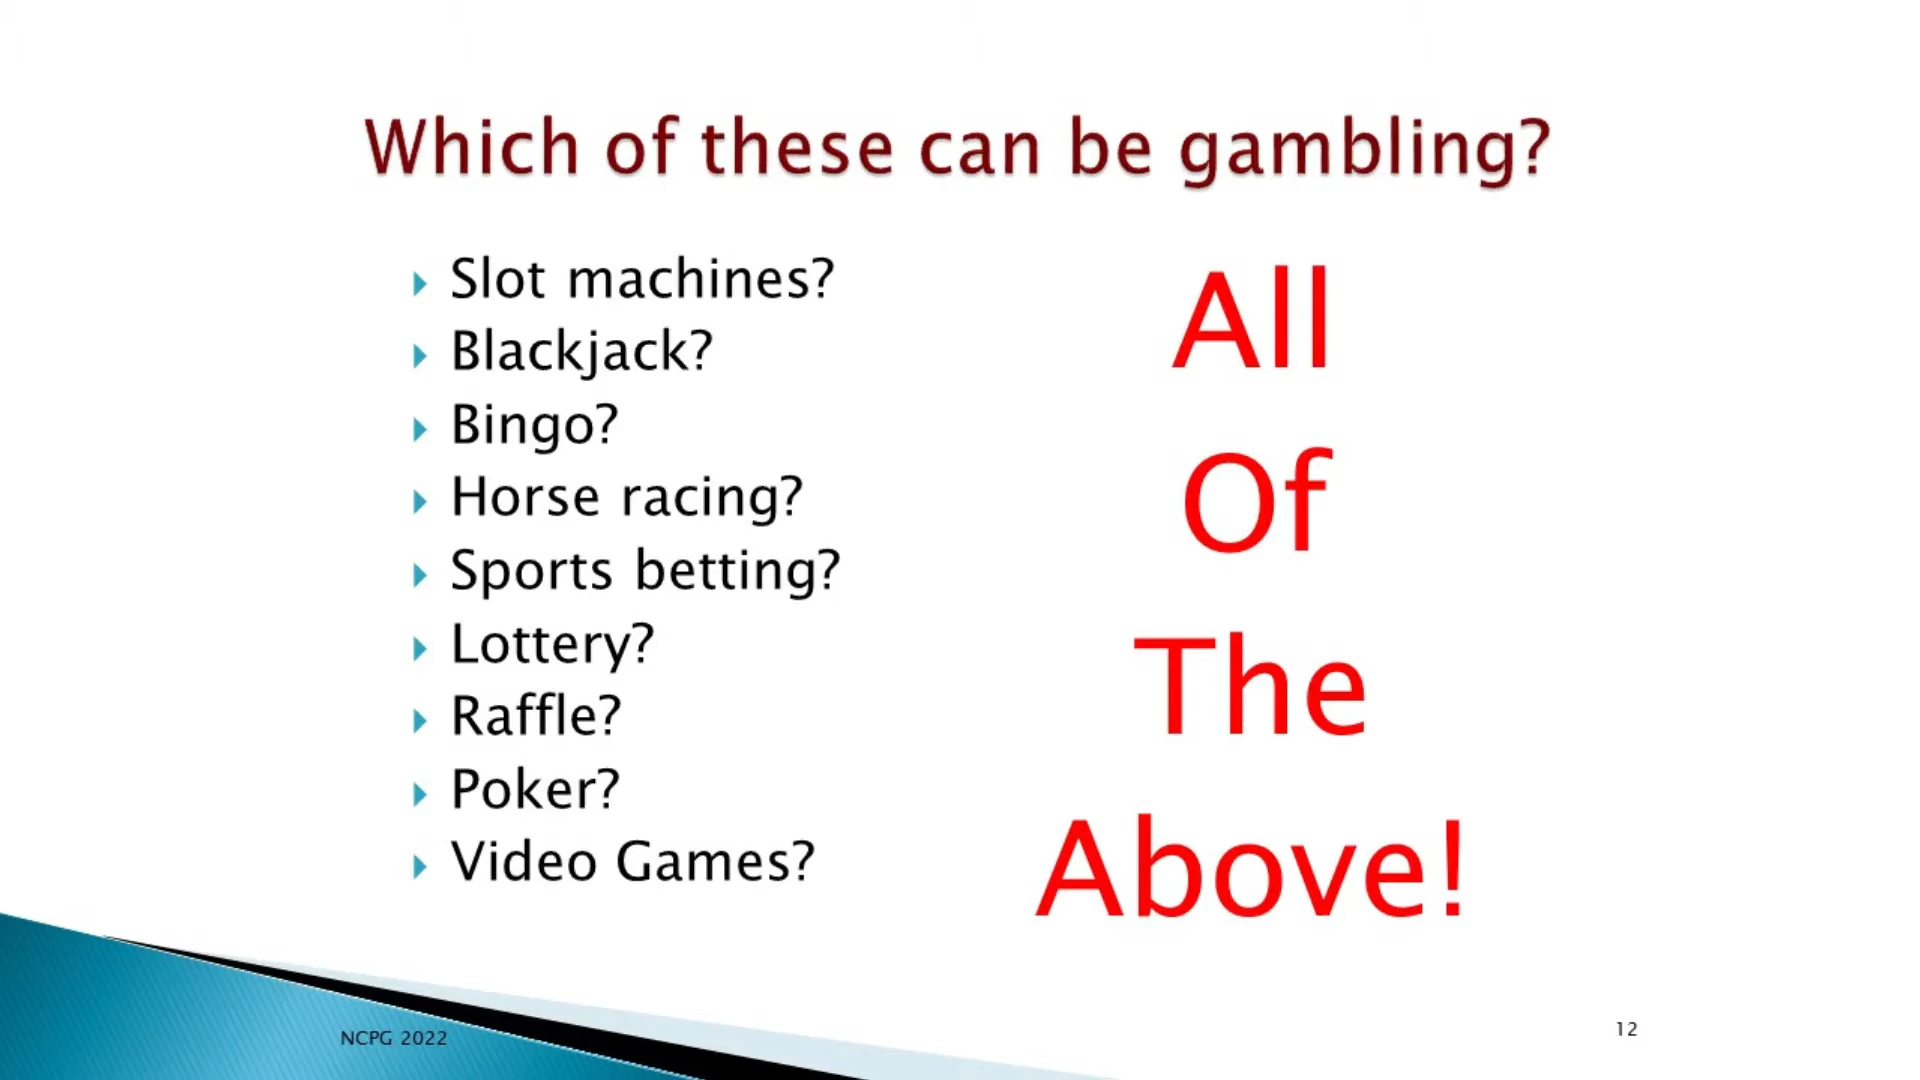 Which of these can be gambling?
Slot machines?
Blackjack?
Bingo?
Horse racing?
Sports betting?
Lottery?
Raffle?
Poker?
Video Games?
All
Of
The
Above!
NCPG 2022
12